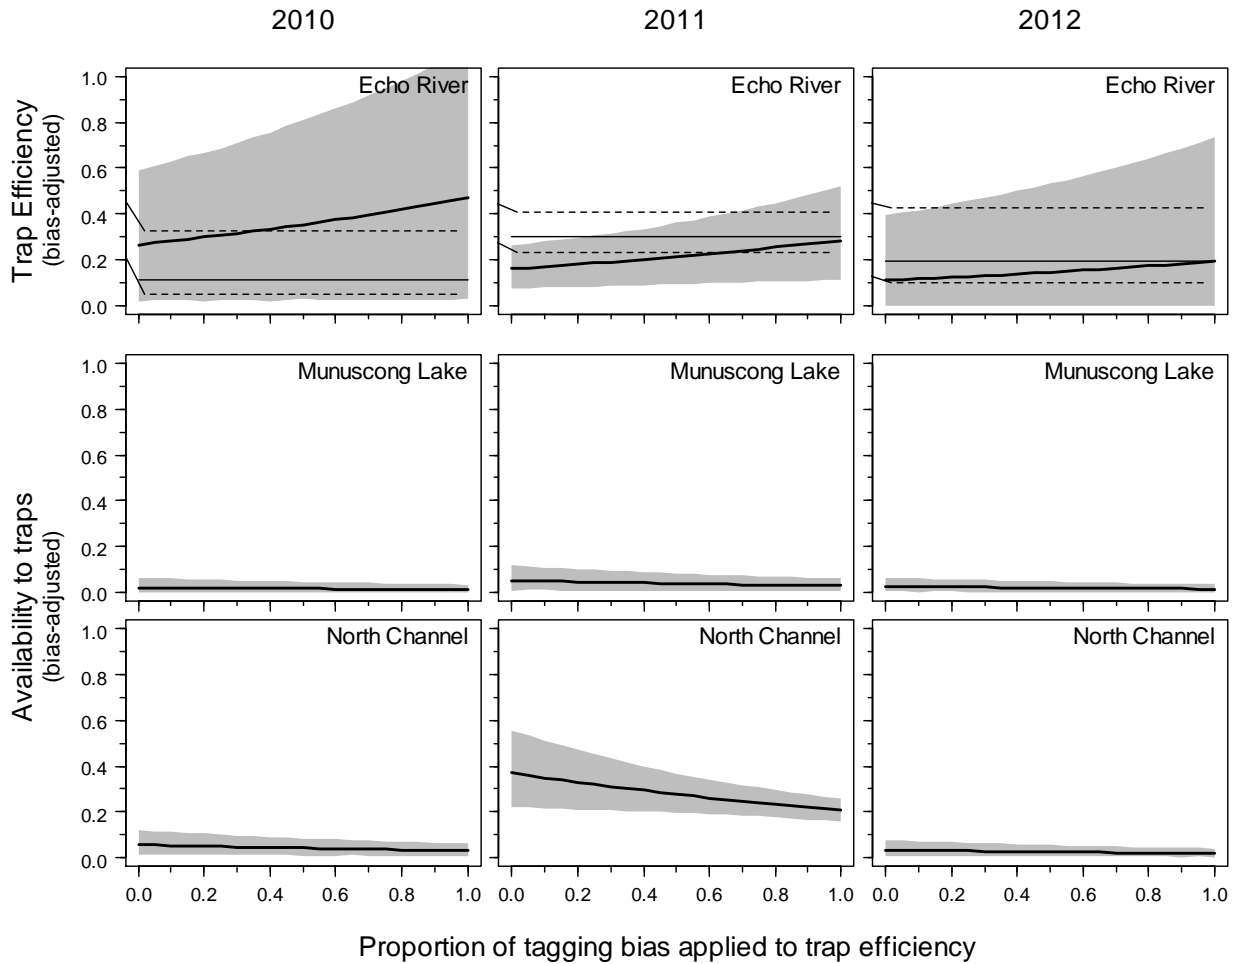 2010 2011 2012
Trap Efficiency
(bias-adjusted)
1.0
0.8
0.6
0.4
0.2
0.0
Echo River Echo River Echo River
Availability to traps
(bias-adjusted)
1.0
0.8
0.6
0.4
0.2
0.0
Munuscong Lake Munuscong Lake Munuscong Lake
1.0
0.8
0.6
0.4
0.2
0.0
North Channel North Channel North Channel
0.0 0.2 0.4 0.6 0.8 1.0 0.0 0.2 0.4 0.6 0.8 1.0 0.0 0.2 0.4 0.6 0.8 1.0
Proportion of tagging bias applied to trap efficiency